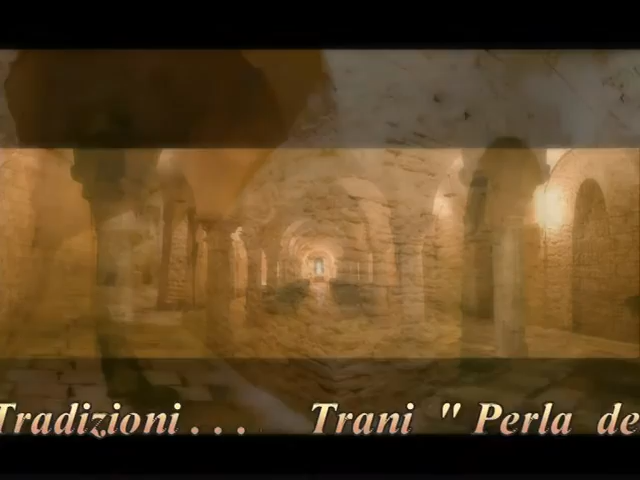 Tradizioni . . . Trani " Perla de